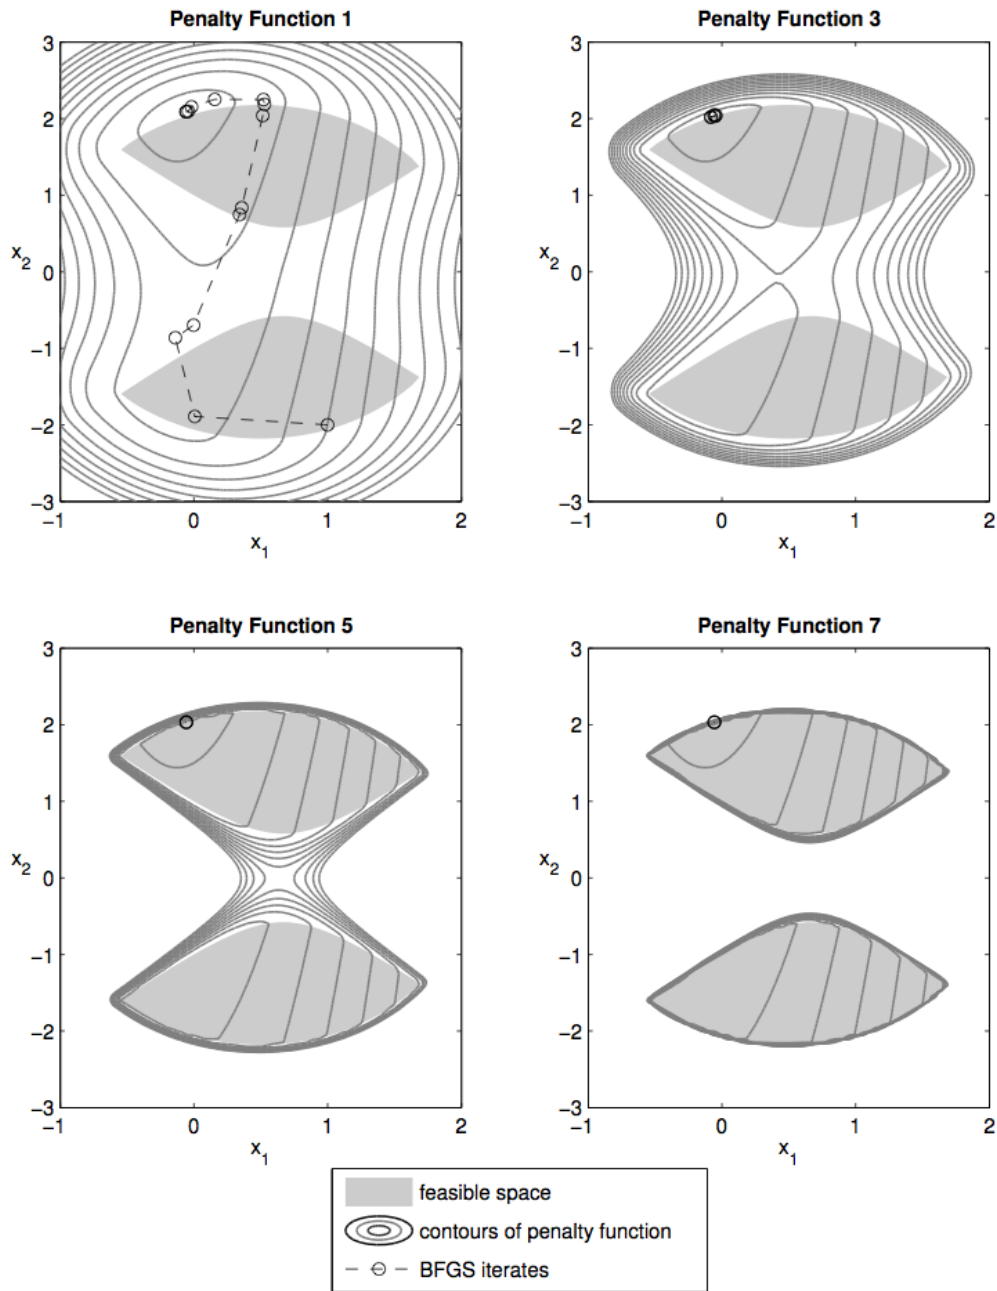 Penalty Function 1
3
2
1
x2
0
−1
−2
−3
−1
0
1
2
x1
Penalty Function 3
3
2
1
x2
0
−1
−2
−3
−1
0
1
2
x1
Penalty Function 5
3
2
1
x2
0
−1
−2
−3
−1
0
1
2
x1
Penalty Function 7
3
2
1
x2
0
−1
−2
−3
−1
0
1
2
x1
feasible space
contours of penalty function
BFGS iterates